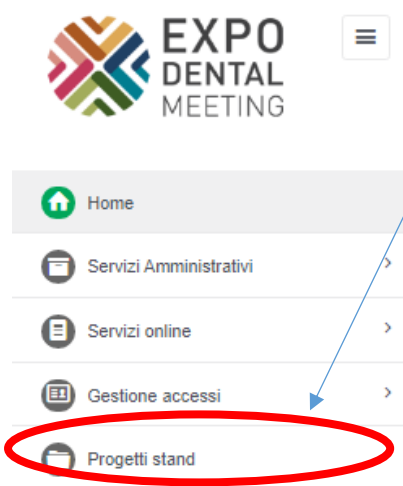 EXPO
DENTAL
MEETING
Home
Servizi Amministrativi
Servizi online
Gestione accessi
Progetti stand